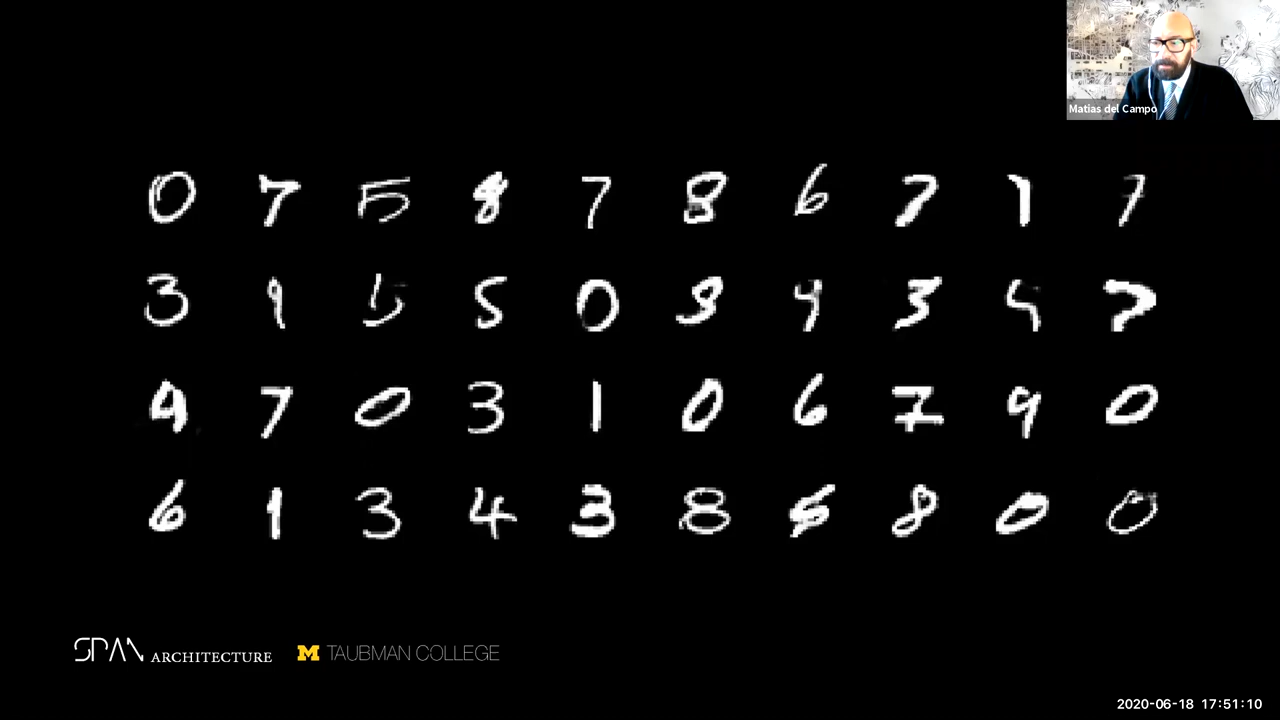 Matias del Campo
0 7 5 8 7 8 6 7 1 7
3 9 5 5 0 3 4 3 7
4 7 0 3 1 0 6 7 9 0
6 1 3 4 3 8 8 0 0
SPAN ARCHITECTURE M TAUBMAN COLLEGE
2020-06-18 17:51:10